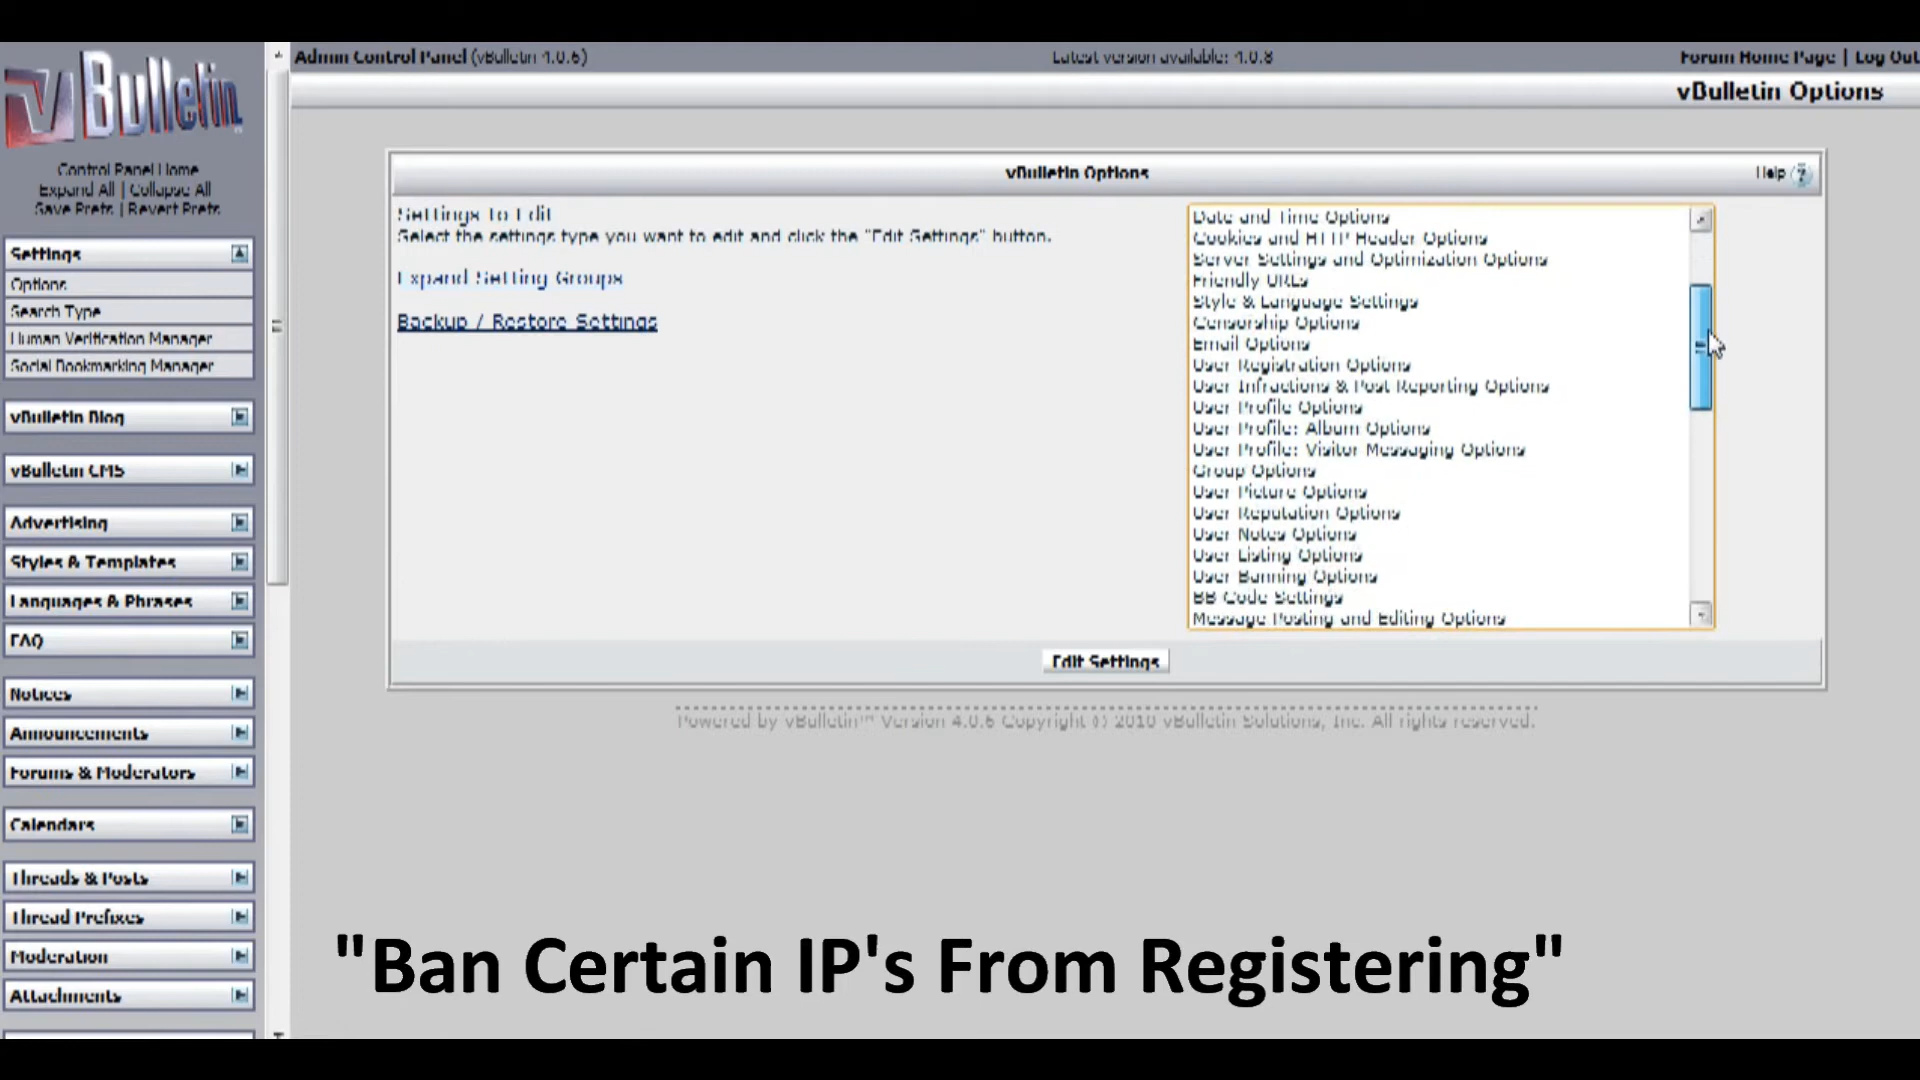 vBulletin
Admin Control Panel (vBulletin 4.0.6)
Latest version available: 4.0.8
Forum Home Page | Log Out
vBulletin Options
Control Panel Home
Expand All | Collapse All
Save Prefs | Revert Prefs
Settings
Options
Search Type
Human Verification Manager
Social Bookmarking Manager
vBulletin Blog
vBulletin CMS
Advertising
Styles & Templates
Languages & Phrases
FAQ
Notices
Announcements
Forums & Moderators
Calendars
Threads & Posts
Thread Prefixes
Moderation
Attachments
vBulletin Options
Help
Settings to Edit
Select the settings type you want to edit and click the "Edit Settings" button.
Expand Setting Groups
Backup / Restore Settings
Date and Time Options
Cookies and HTTP Header Options
Server Settings and Optimization Options
Friendly URLs
Style & Language Settings
Censorship Options
Email Options
User Registration Options
User Infractions & Post Reporting Options
User Profile Options
User Profile: Album Options
User Profile: Visitor Messaging Options
Group Options
User Picture Options
User Reputation Options
User Notes Options
User Listing Options
User Banning Options
BB Code Settings
Message Posting and Editing Options
Edit Settings
Powered by vBulletin™ Version 4.0.6 Copyright © 2010 vBulletin Solutions, Inc. All rights reserved.
"Ban Certain IP's From Registering"